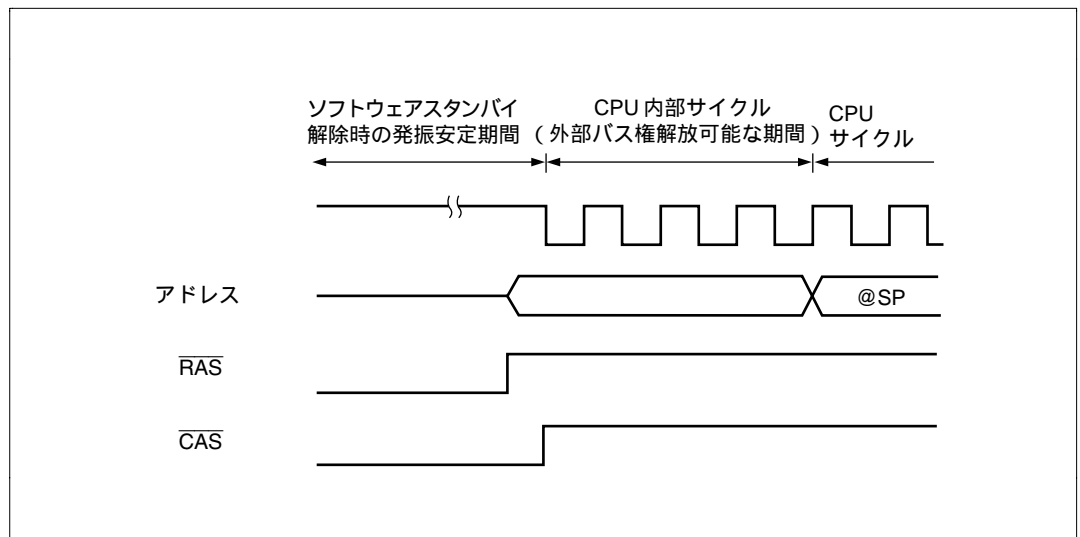 ソフトウェアスタンバイ
解除時の発振安定期間
CPU 内部サイクル
（外部バス権解放可能な期間）
CPU
サイクル
アドレス
@SP
RAS
CAS